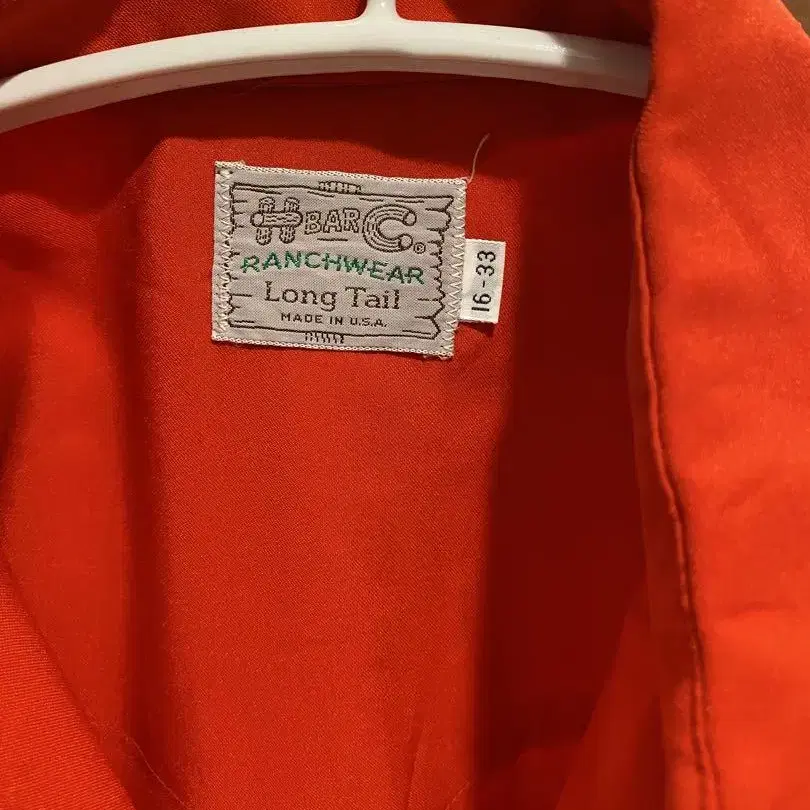 H BAR C®
RANCHWEAR
Long Tail
MADE IN U.S.A.
16-33